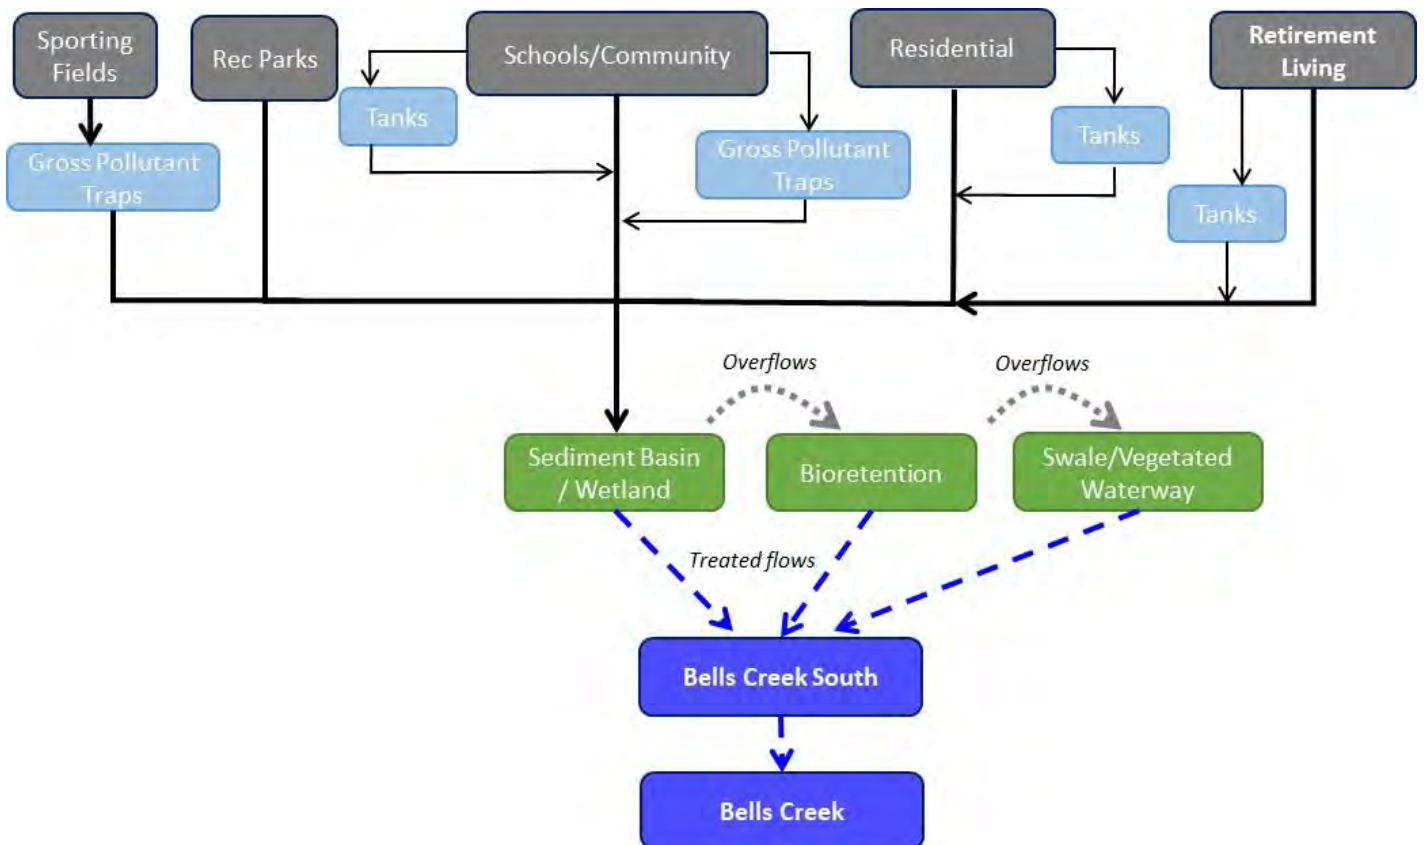 Sporting
Fields
Rec Parks
Schools/Community
Residential
Retirement
Living
Tanks
Gross Pollutant
Traps
Gross Pollutant
Traps
Tanks
Tanks
Overflows
Overflows
Sediment Basin
/ Wetland
Bioretention
Swale/Vegetated
Waterway
Treated flows
Bells Creek South
Bells Creek